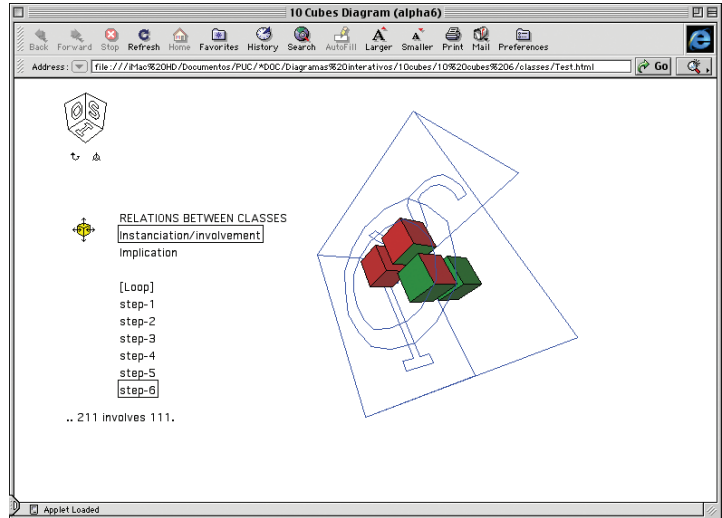 10 Cubes Diagram (alpha6)
Back Forward Stop Refresh Home Favorites History Search AutoFill Larger Smaller Print Mail Preferences
Address: file:///iMac%20HD/Documentos/PUC/*DOC/Diagramas%20interativos/10cubes/10%20cubes%206/classes/Test.html Go
O S
I
RELATIONS BETWEEN CLASSES
Instanciation/involvement
Implication
[Loop]
step-1
step-2
step-3
step-4
step-5
step-6
.. 211 involves 111.
Applet Loaded